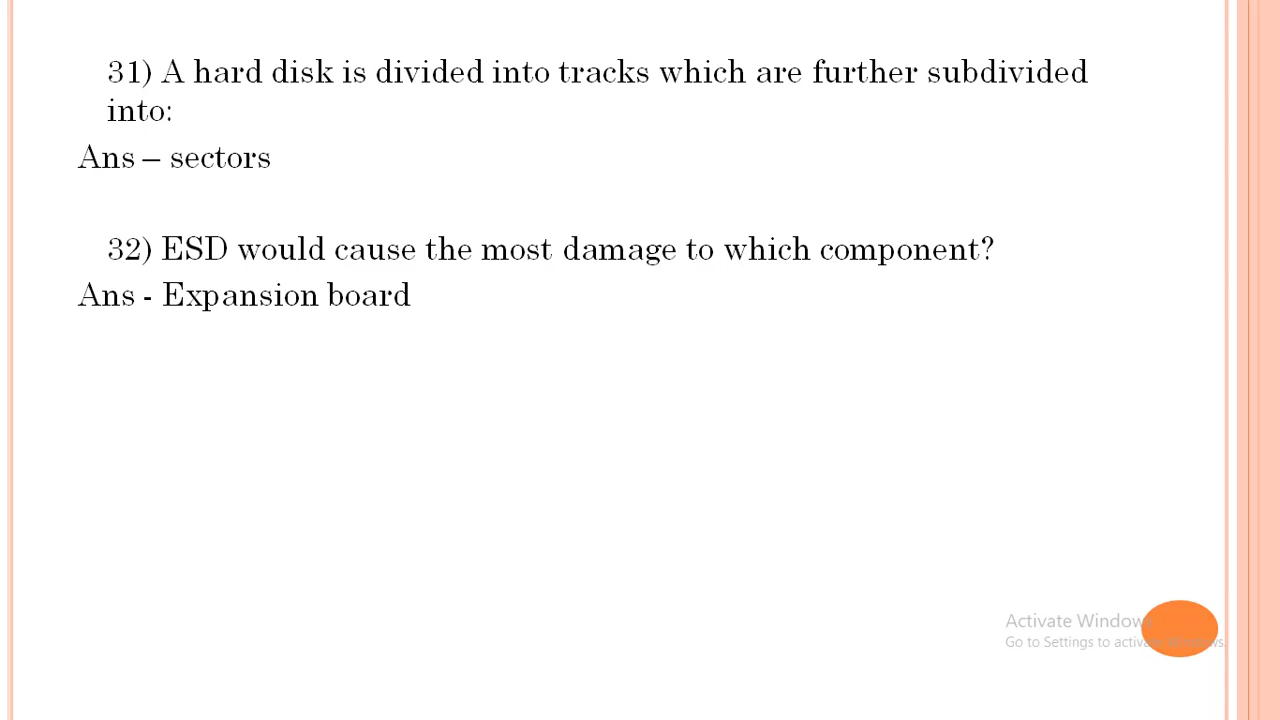 31) A hard disk is divided into tracks which are further subdivided
into:
Ans – sectors
32) ESD would cause the most damage to which component?
Ans - Expansion board
Activate Windows
Go to Settings to activate Windows.